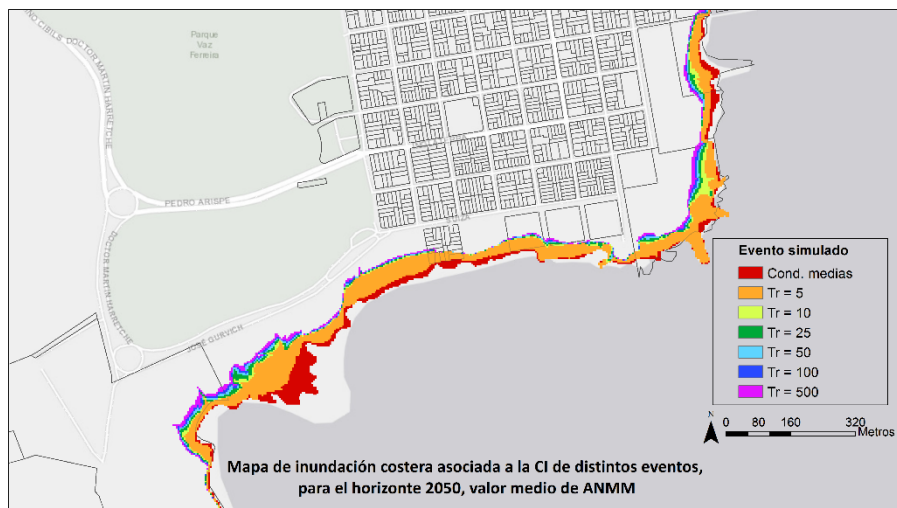 Parque
Vaz
Ferreira
DOCTOR MARTIN HARRETCHE
PEDRO ARISPE
DOCTOR MARTIN HARRETCHE
JOSÉ GURVICH
Evento simulado
Cond. medias
Tr = 5
Tr = 10
Tr = 25
Tr = 50
Tr = 100
Tr = 500
N
0 80 160 320
Metros
Mapa de inundación costera asociada a la CI de distintos eventos,
para el horizonte 2050, valor medio de ANMM